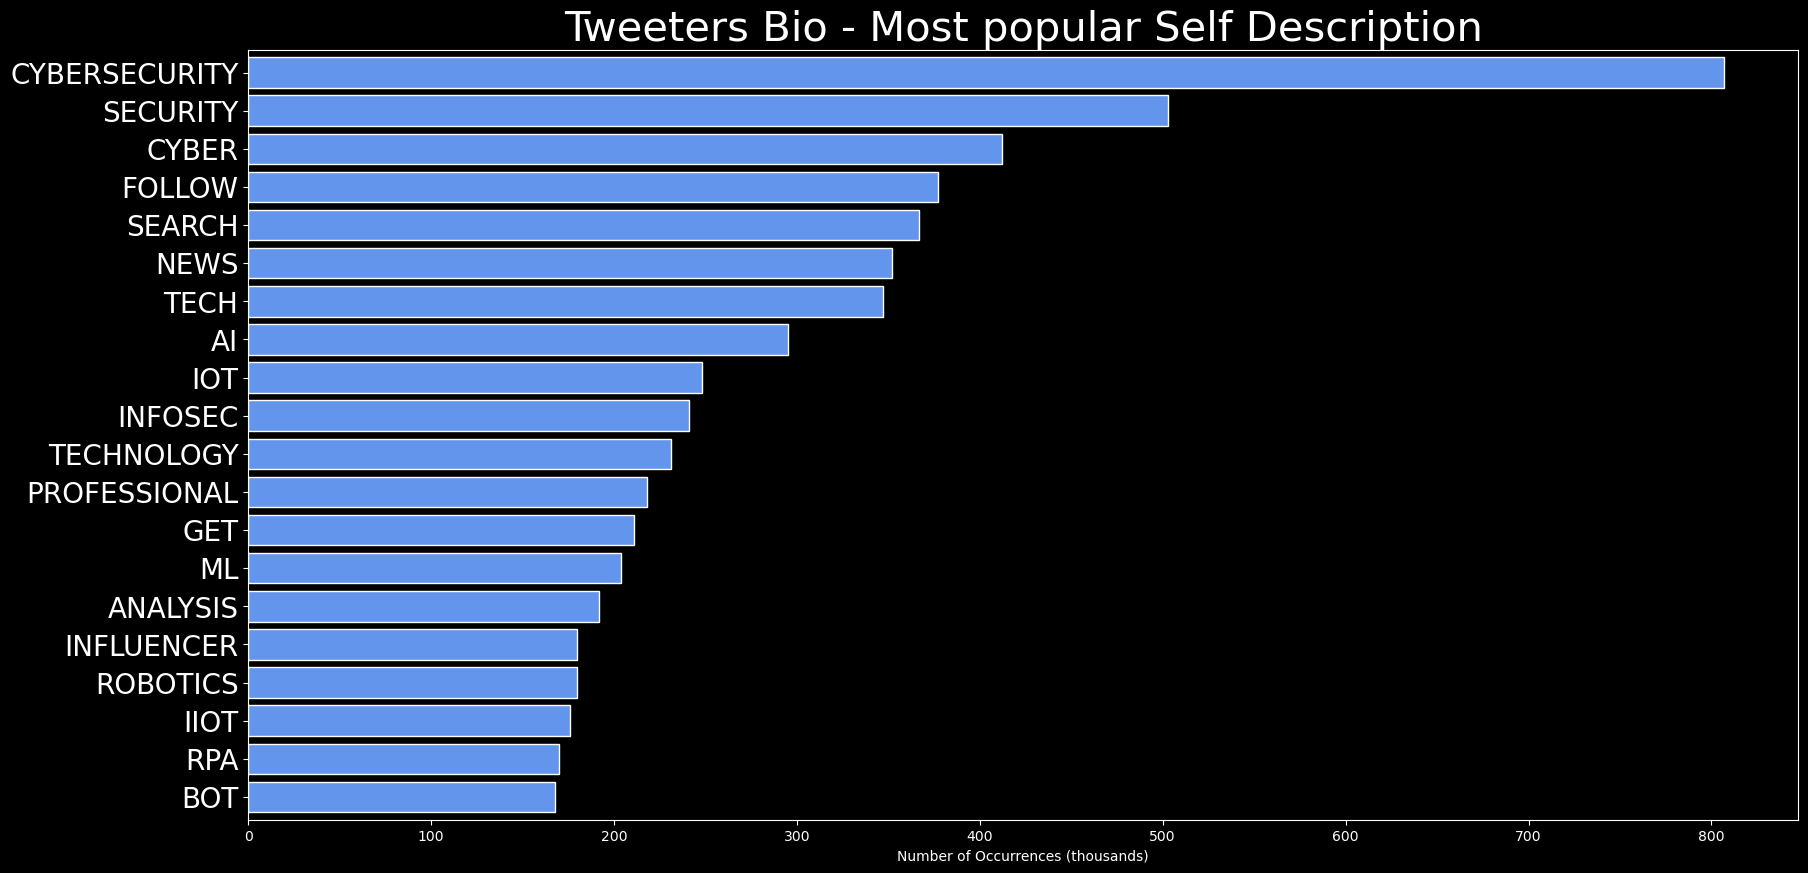 Tweeters Bio - Most popular Self Description
CYBERSECURITY
SECURITY
CYBER
FOLLOW
SEARCH
NEWS
TECH
AI
IOT
INFOSEC
TECHNOLOGY
PROFESSIONAL
GET
ML
ANALYSIS
INFLUENCER
ROBOTICS
IIOT
RPA
BOT
0 100 200 300 400 500 600 700 800
Number of Occurrences (thousands)